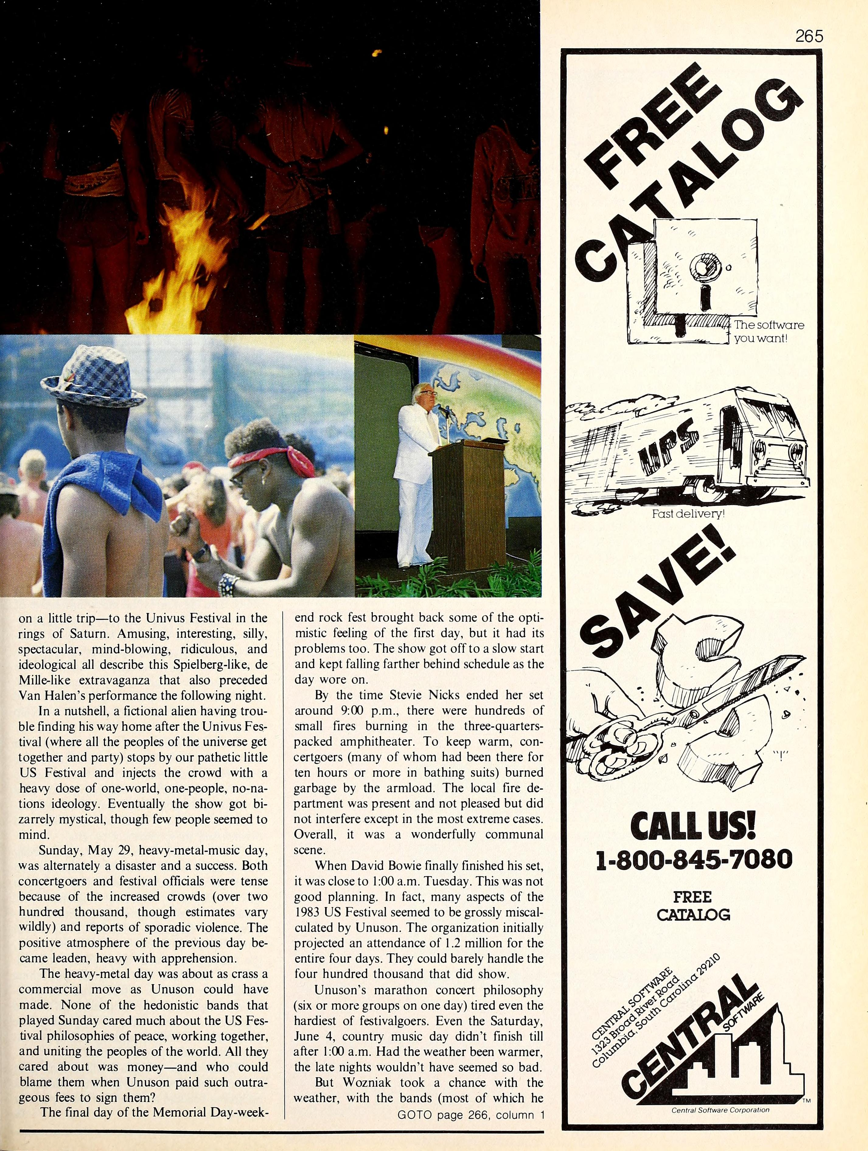 265
on a little trip—to the Univus Festival in the
rings of Saturn. Amusing, interesting, silly,
spectacular, mind-blowing, ridiculous, and
ideological all describe this Spielberg-like, de
Mille-like extravaganza that also preceded
Van Halen's performance the following night.
In a nutshell, a fictional alien having trou-
ble finding his way home after the Univus Fes-
tival (where all the peoples of the universe get
together and party) stops by our pathetic little
US Festival and injects the crowd with a
heavy dose of one-world, one-people, no-na-
tions ideology. Eventually the show got bi-
zarrely mystical, though few people seemed to
mind.
Sunday, May 29, heavy-metal-music day,
was alternately a disaster and a success. Both
concertgoers and festival officials were tense
because of the increased crowds (over two
hundred thousand, though estimates vary
wildly) and reports of sporadic violence. The
positive atmosphere of the previous day be-
came leaden, heavy with apprehension.
The heavy-metal day was about as crass a
commercial move as Unuson could have
made. None of the hedonistic bands that
played Sunday cared much about the US Fes-
tival philosophies of peace, working together,
and uniting the peoples of the world. All they
cared about was money—and who could
blame them when Unuson paid such outra-
geous fees to sign them?
The final day of the Memorial Day-week-
end rock fest brought back some of the opti-
mistic feeling of the first day, but it had its
problems too. The show got off to a slow start
and kept falling farther behind schedule as the
day wore on.
By the time Stevie Nicks ended her set
around 9:00 p.m., there were hundreds of
small fires burning in the three-quarters-
packed amphitheater. To keep warm, con-
certgoers (many of whom had been there for
ten hours or more in bathing suits) burned
garbage by the armload. The local fire de-
partment was present and not pleased but did
not interfere except in the most extreme cases.
Overall, it was a wonderfully communal
scene.
When David Bowie finally finished his set,
it was close to 1:00 a.m. Tuesday. This was not
good planning. In fact, many aspects of the
1983 US Festival seemed to be grossly miscal-
culated by Unuson. The organization initially
projected an attendance of 1.2 million for the
entire four days. They could barely handle the
four hundred thousand that did show.
Unuson's marathon concert philosophy
(six or more groups on one day) tired even the
hardiest of festivalgoers. Even the Saturday,
June 4, country music day didn't finish till
after 1:00 a.m. Had the weather been warmer,
the late nights wouldn't have seemed so bad.
But Wozniak took a chance with the
weather, with the bands (most of which he
GOTO page 266, column 1
FREE
CATALOG
The software
you want!
UPS
Fast delivery!
SAVE!
CALL US!
1-800-845-7080
FREE
CATALOG
CENTRAL SOFTWARE
1323 Broad River Road
Columbia, South Carolina 29210
CENTRAL
SOFTWARE
TM
Central Software Corporation